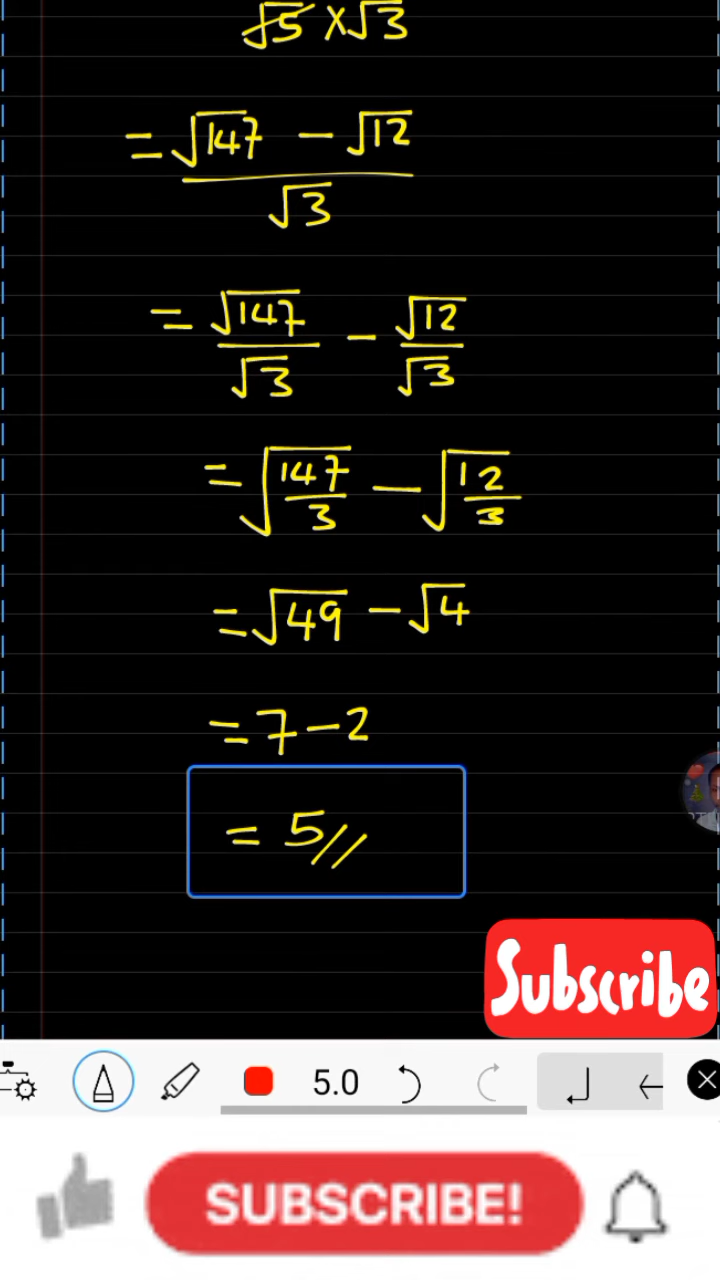 √5 × √3
= √147 − √12
√3
= √147 − √12
√3 √3
= √147/3 − √12/3
= √49 − √4
= 7 − 2
= 5//
Subscribe
5.0
SUBSCRIBE!